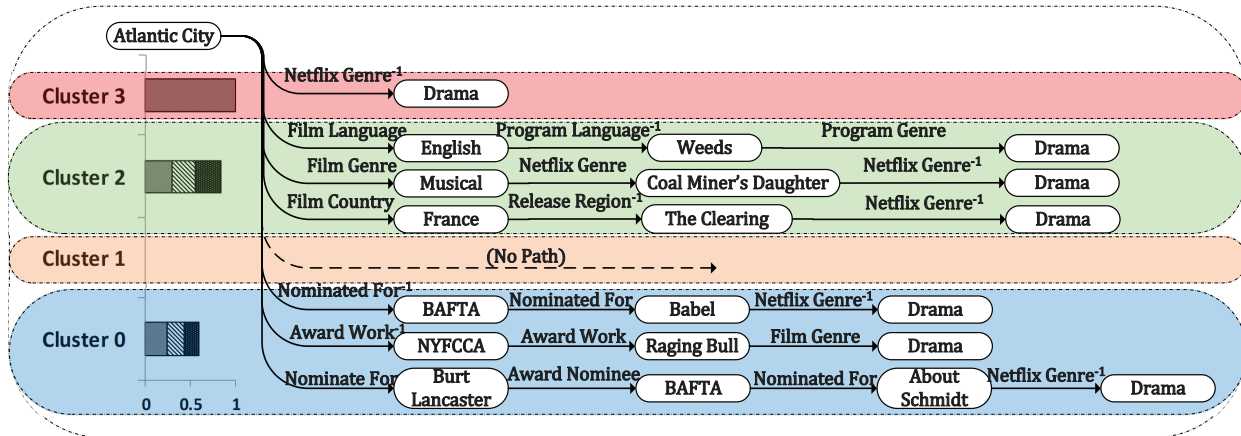 Atlantic City
Netflix Genre-1
Cluster 3
Drama
Film Language
Program Language-1
Program Genre
English
Weeds
Drama
Cluster 2
Film Genre
Netflix Genre
Netflix Genre-1
Musical
Coal Miner's Daughter
Drama
Film Country
Release Region-1
Netflix Genre-1
France
The Clearing
Drama
Cluster 1
(No Path)
Nominated For-1
Nominated For
Netflix Genre-1
BAFTA
Babel
Drama
Cluster 0
Award Work-1
Award Work
Film Genre
NYFCCA
Raging Bull
Drama
Nominate For
Burt
Lancaster
Award Nominee
BAFTA
Nominated For
About
Schmidt
Netflix Genre-1
Drama
0 0.5 1